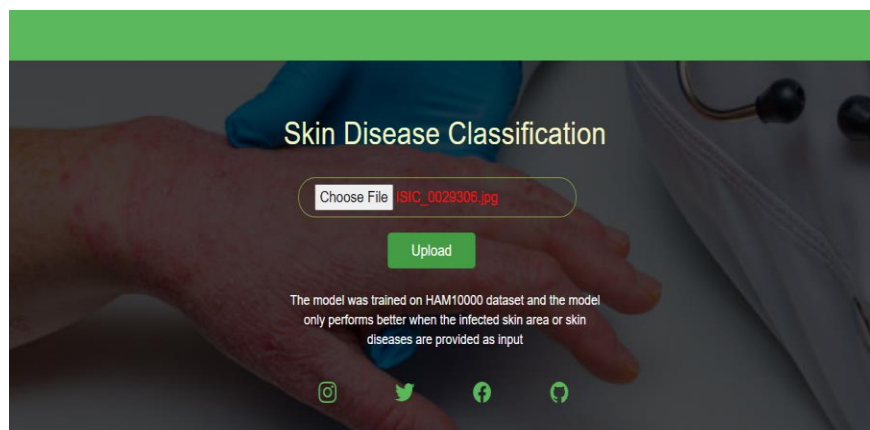 Skin Disease Classification
Choose File ISIC_0029306.jpg
Upload
The model was trained on HAM10000 dataset and the model
only performs better when the infected skin area or skin
diseases are provided as input